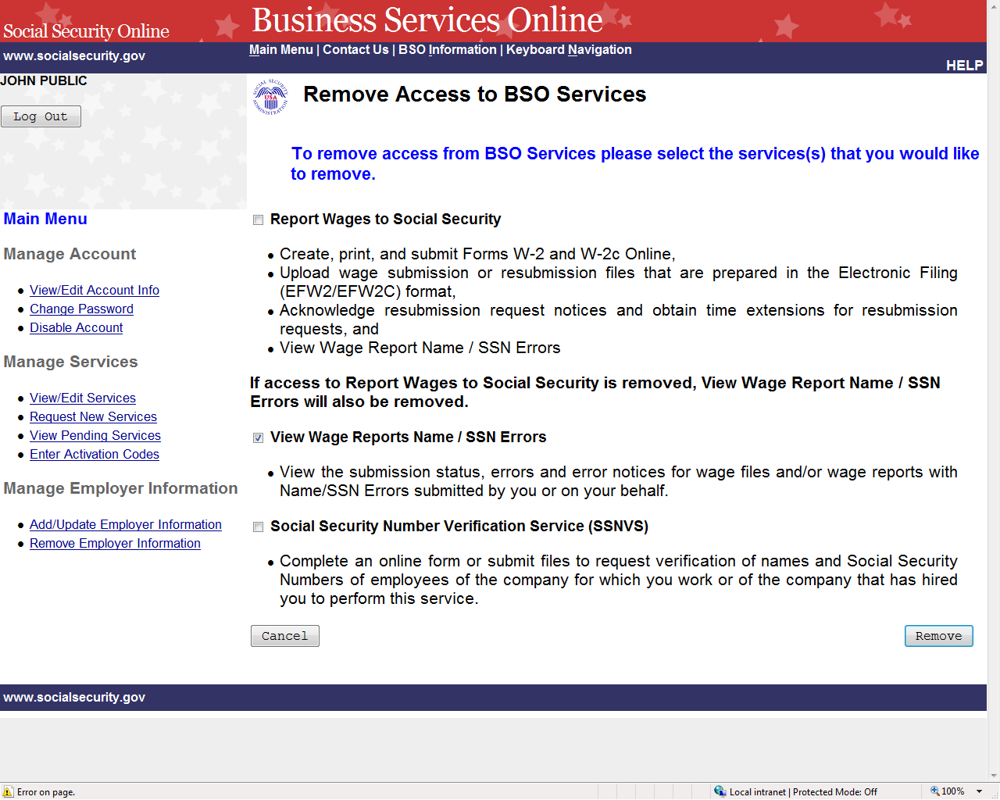 Social Security Online
Business Services Online
www.socialsecurity.gov
Main Menu | Contact Us | BSO Information | Keyboard Navigation
HELP
JOHN PUBLIC
Log Out
SOCIAL SECURITY ADMINISTRATION
USA
Remove Access to BSO Services
To remove access from BSO Services please select the services(s) that you would like
to remove.
Main Menu
Manage Account
View/Edit Account Info
Change Password
Disable Account
Manage Services
View/Edit Services
Request New Services
View Pending Services
Enter Activation Codes
Manage Employer Information
Add/Update Employer Information
Remove Employer Information
Report Wages to Social Security
Create, print, and submit Forms W-2 and W-2c Online,
Upload wage submission or resubmission files that are prepared in the Electronic Filing
(EFW2/EFW2C) format,
Acknowledge resubmission request notices and obtain time extensions for resubmission
requests, and
View Wage Report Name / SSN Errors
If access to Report Wages to Social Security is removed, View Wage Report Name / SSN
Errors will also be removed.
View Wage Reports Name / SSN Errors
View the submission status, errors and error notices for wage files and/or wage reports with
Name/SSN Errors submitted by you or on your behalf.
Social Security Number Verification Service (SSNVS)
Complete an online form or submit files to request verification of names and Social Security
Numbers of employees of the company for which you work or of the company that has hired
you to perform this service.
Cancel
Remove
www.socialsecurity.gov
Error on page.
Local intranet | Protected Mode: Off
100%